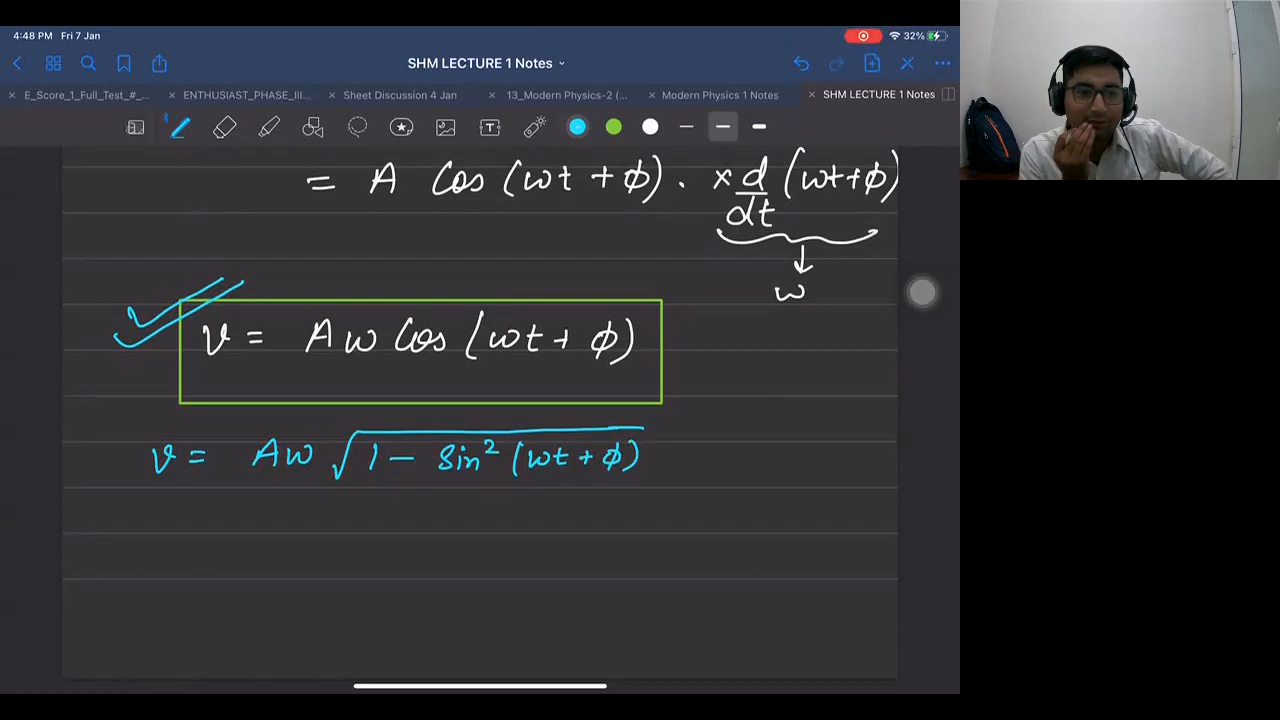 4:48 PM Fri 7 Jan
32%
SHM LECTURE 1 Notes
E_Score_1_Full_Test_#_...
ENTHUSIAST_PHASE_III...
Sheet Discussion 4 Jan
13_Modern Physics-2 (...
Modern Physics 1 Notes
SHM LECTURE 1 Notes
= A Cos (ωt + ϕ) . × d/dt (ωt + ϕ)
ω
v = A ω Cos (ωt + ϕ)
v = Aω √(1 − Sin² (ωt + ϕ)